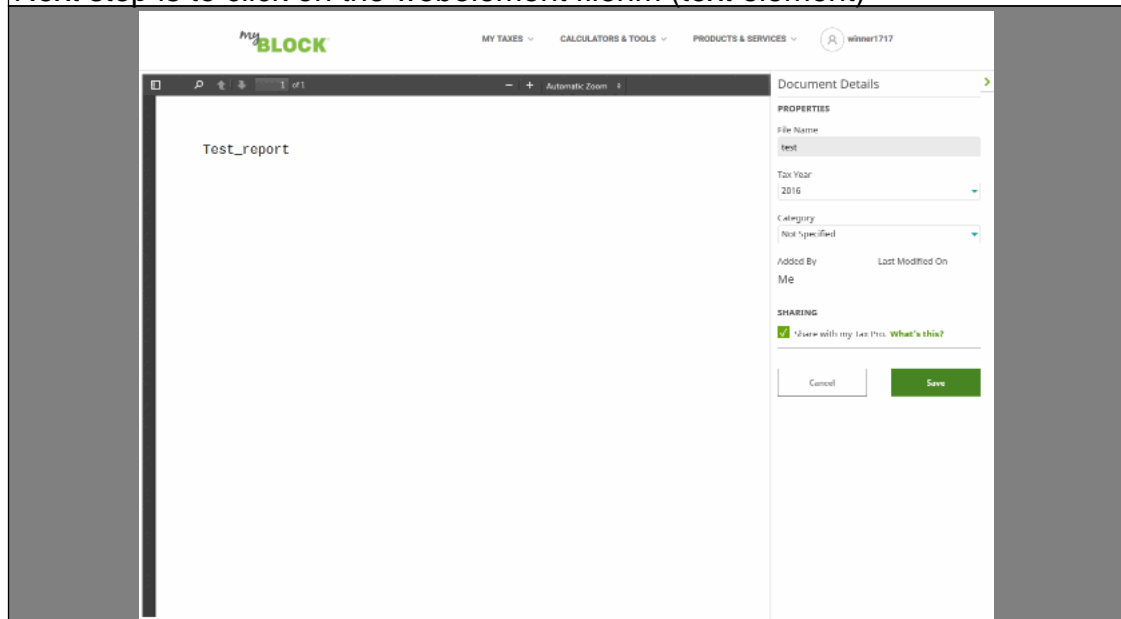 Next step is to click on the webelement filenm (text element)
my BLOCK
MY TAXES CALCULATORS & TOOLS PRODUCTS & SERVICES winner1717
1 of 1 − + Automatic Zoom
Test_report
Document Details
PROPERTIES
File Name
test
Tax Year
2016
Category
Not Specified
Added By Last Modified On
Me
SHARING
Share with my Tax Pro. What's this?
Cancel Save